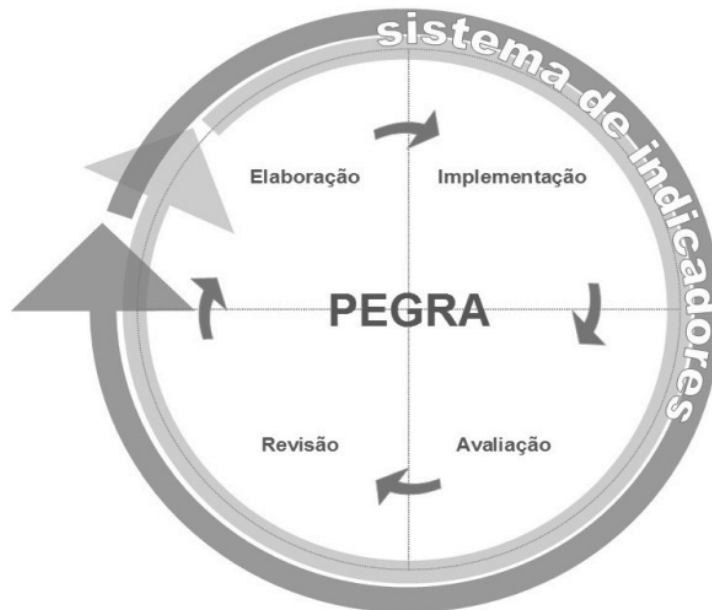 sistema de indicadores
Elaboração
Implementação
PEGRA
Revisão
Avaliação